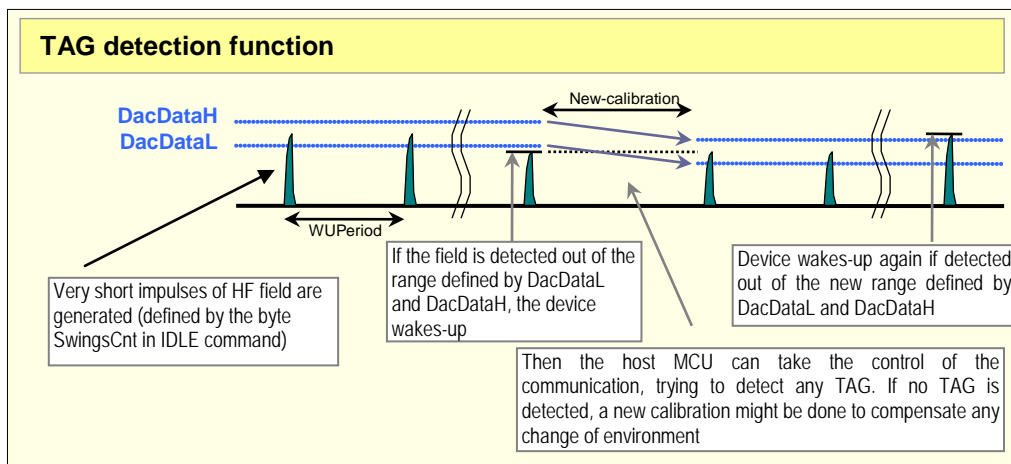 TAG detection function
New-calibration
DacDataH
DacDataL
WUPeriod
Very short impulses of HF field are
generated (defined by the byte
SwingsCnt in IDLE command)
If the field is detected out of the
range defined by DacDataL
and DacDataH, the device
wakes-up
Device wakes-up again if detected
out of the new range defined by
DacDataL and DacDataH
Then the host MCU can take the control of the
communication, trying to detect any TAG. If no TAG is
detected, a new calibration might be done to compensate any
change of environment